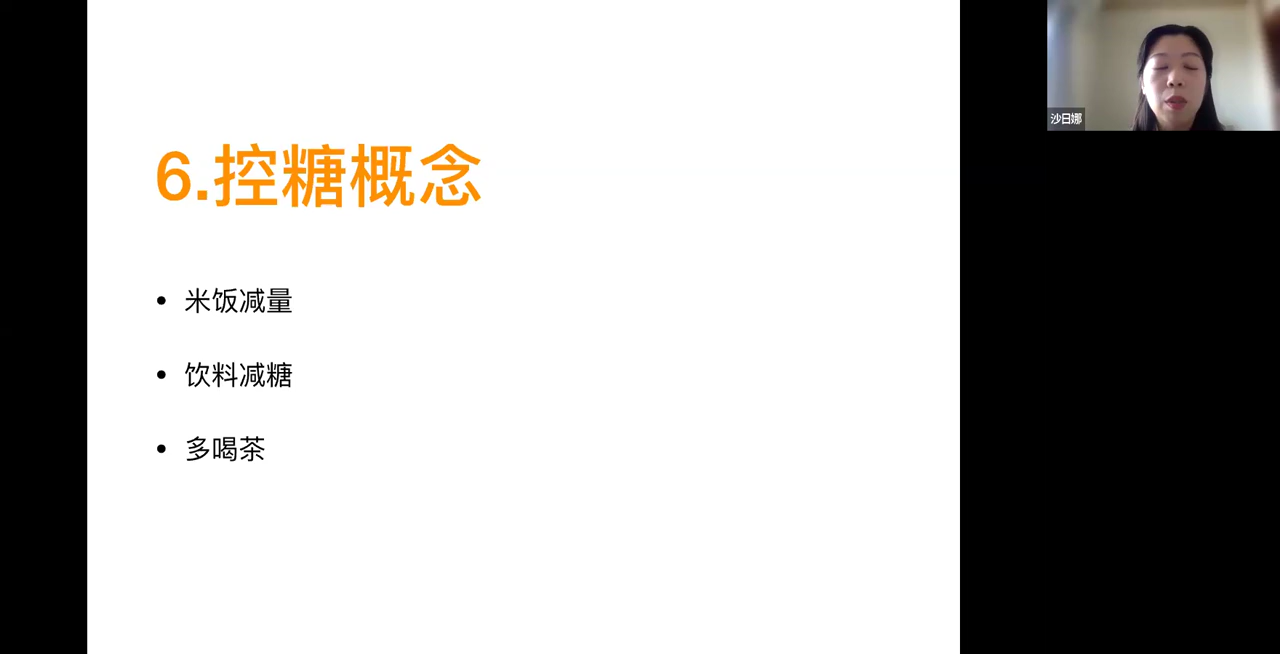 6.控糖概念
• 米饭减量
• 饮料减糖
• 多喝茶
沙日娜